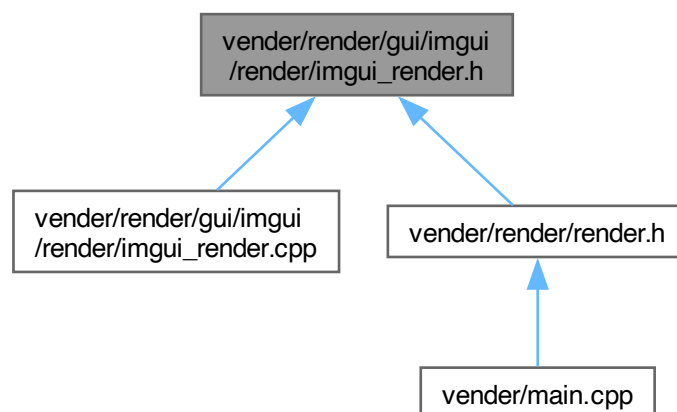 vender/render/gui/imgui
/render/imgui_render.h
vender/render/gui/imgui
/render/imgui_render.cpp
vender/render/render.h
vender/main.cpp